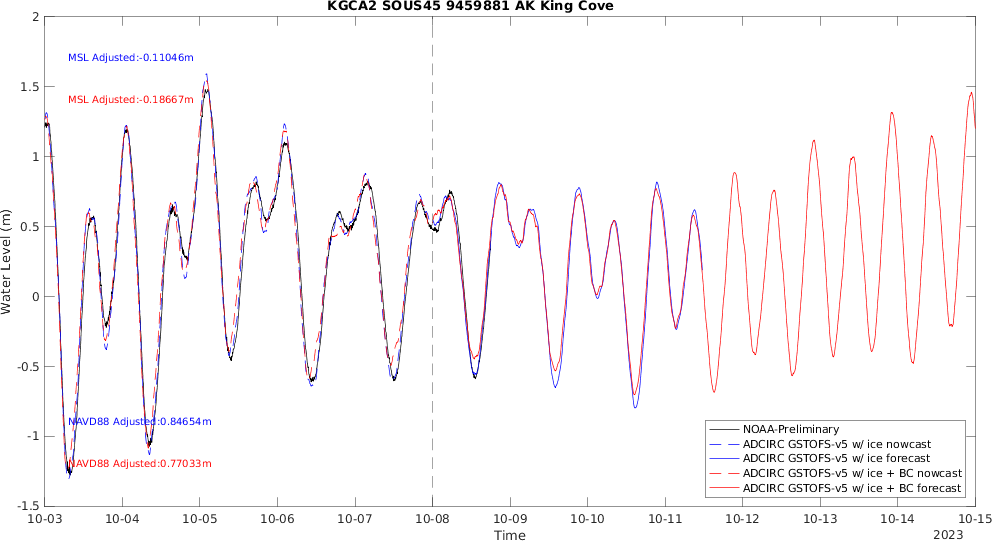 KGCA2 SOUS45 9459881 AK King Cove
2
1.5
1
0.5
0
-0.5
-1
-1.5
Water Level (m)
MSL Adjusted:-0.11046m
MSL Adjusted:-0.18667m
NAVD88 Adjusted:0.84654m
NAVD88 Adjusted:0.77033m
NOAA-Preliminary
ADCIRC GSTOFS-v5 w/ ice nowcast
ADCIRC GSTOFS-v5 w/ ice forecast
ADCIRC GSTOFS-v5 w/ ice + BC nowcast
ADCIRC GSTOFS-v5 w/ ice + BC forecast
10-03 10-04 10-05 10-06 10-07 10-08 10-09 10-10 10-11 10-12 10-13 10-14 10-15
Time
2023